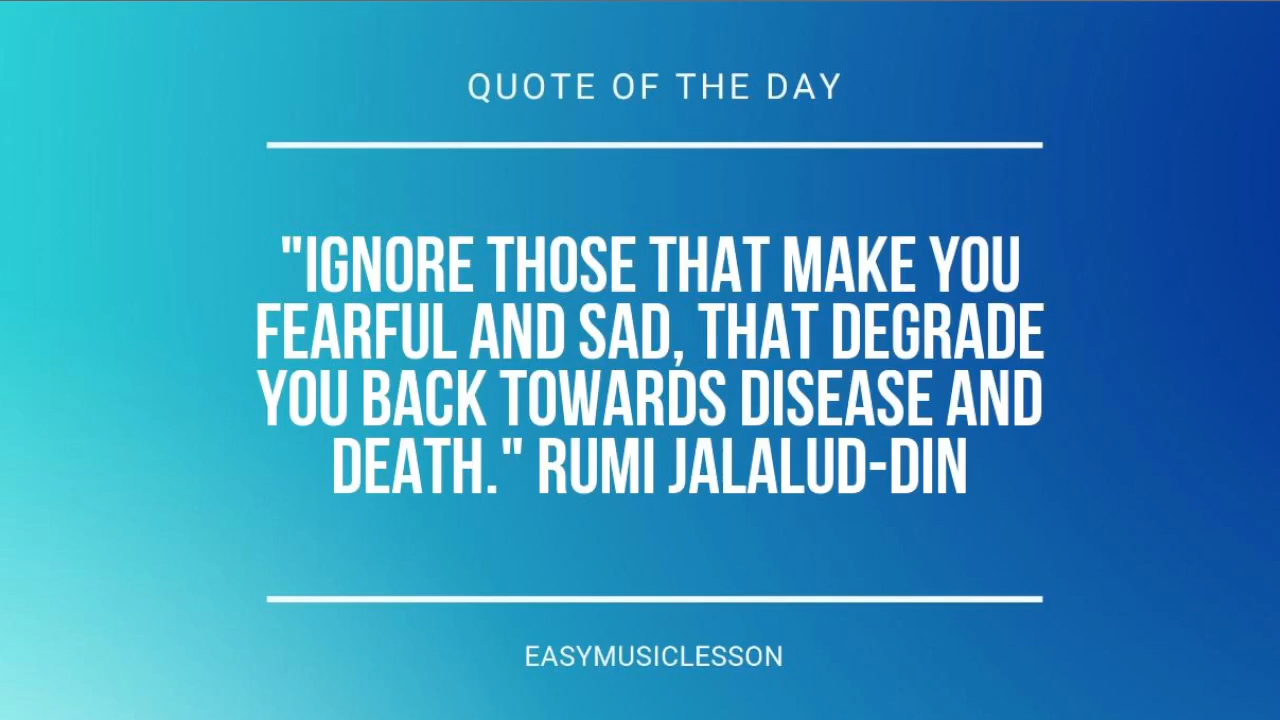 QUOTE OF THE DAY
"IGNORE THOSE THAT MAKE YOU
FEARFUL AND SAD, THAT DEGRADE
YOU BACK TOWARDS DISEASE AND
DEATH." RUMI JALALUD-DIN
EASYMUSICLESSON